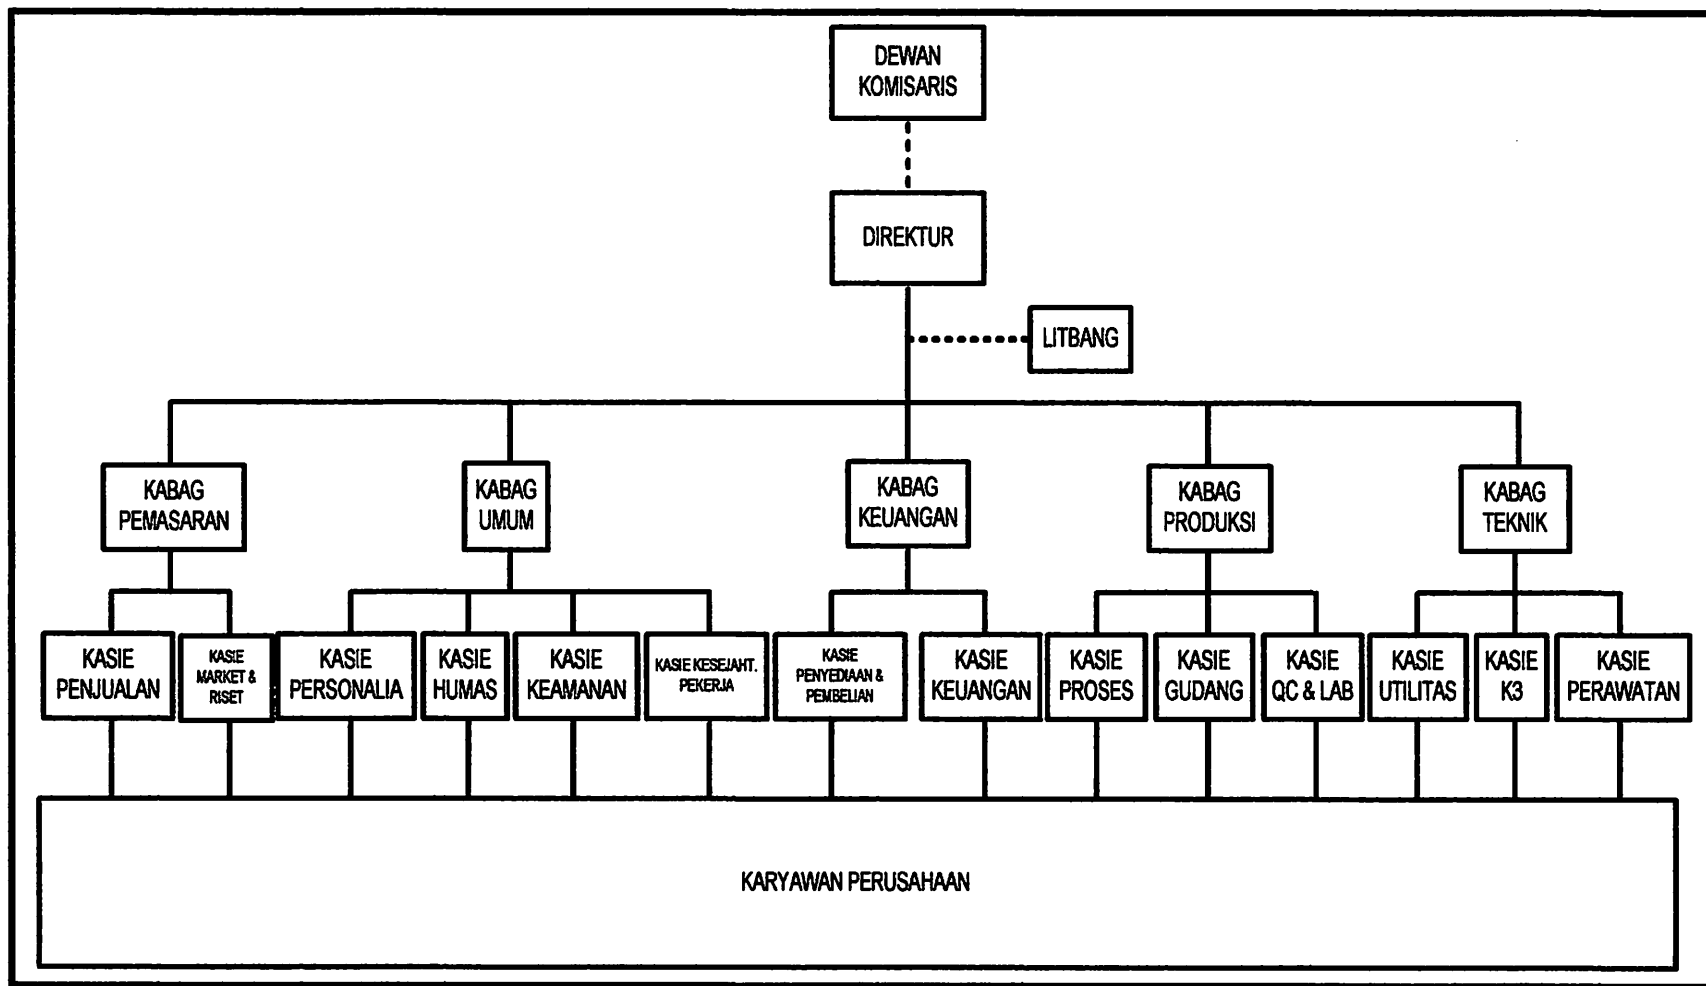 DEWAN
KOMISARIS
DIREKTUR
LITBANG
KABAG
PEMASARAN
KABAG
UMUM
KABAG
KEUANGAN
KABAG
PRODUKSI
KABAG
TEKNIK
KASIE
PENJUALAN
KASIE
MARKET &
RISET
KASIE
PERSONALIA
KASIE
HUMAS
KASIE
KEAMANAN
KASIE KESEJAHT.
PEKERJA
KASIE
PENYEDIAAN &
PEMBELIAN
KASIE
KEUANGAN
KASIE
PROSES
KASIE
GUDANG
KASIE
QC & LAB
KASIE
UTILITAS
KASIE
K3
KASIE
PERAWATAN
KARYAWAN PERUSAHAAN